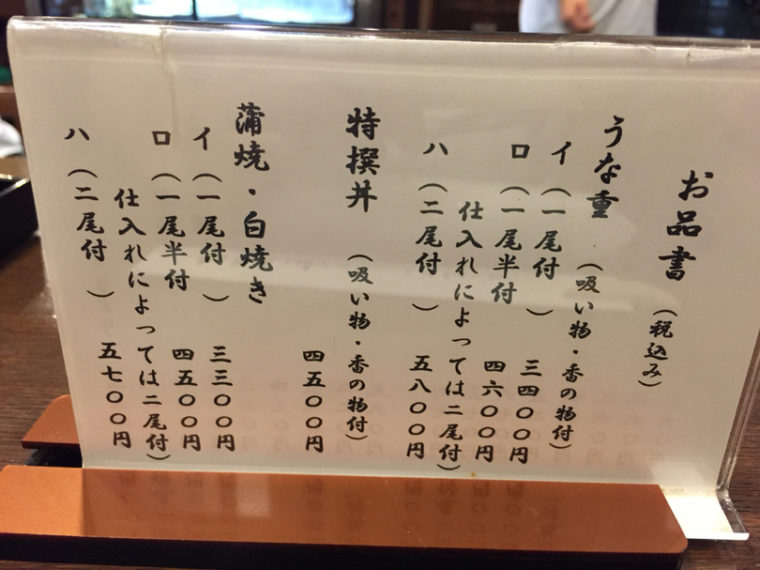 お品書(税込み)
うな重(吸い物・香の物付)
イ(一尾付)三四〇〇円
ロ(一尾半付 四六〇〇円
仕入れによっては二尾付)
ハ(二尾付)五八〇〇円
特撰丼(吸い物・香の物付)
四五〇〇円
蒲焼・白焼き
イ(一尾付)三三〇〇円
ロ(一尾半付 四五〇〇円
仕入れによっては二尾付)
ハ(二尾付)五七〇〇円